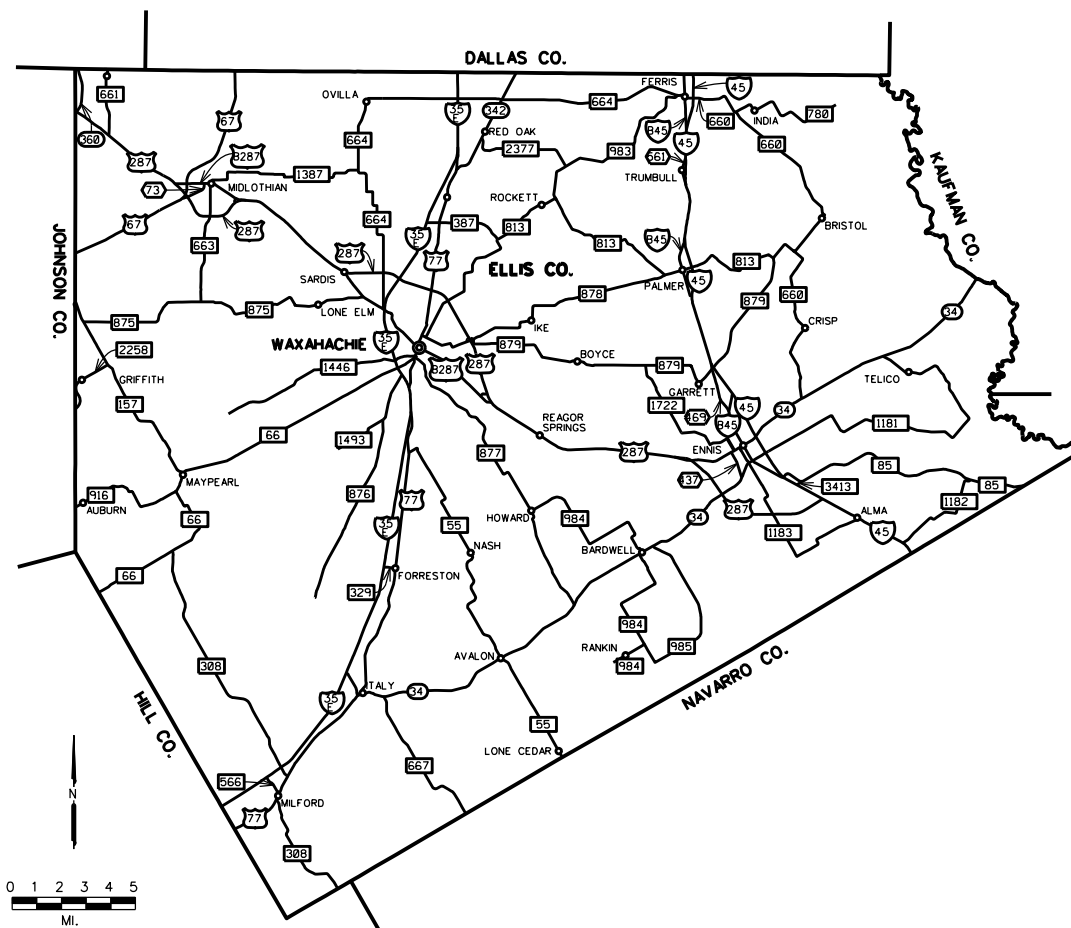 DALLAS CO.
661
360
67
OVILLA
664
35
E
342
FERRIS
45
664
660
780
INDIA
RED OAK
B45
45
287
B287
73
MIDLOTHIAN
1387
664
2377
983
561
660
TRUMBULL
KAUFMAN CO.
67
287
663
664
387
ROCKETT
813
BRISTOL
JOHNSON CO.
35
E
77
813
B45
287
SARDIS
ELLIS CO.
PALMER
45
813
878
879
660
875
875
LONE ELM
IKE
CRISP
34
WAXAHACHIE
35
E
879
BOYCE
2258
1446
B287
287
879
GRIFFITH
GARRETT
TELICO
157
1722
469
45
B45
34
1181
66
1493
REAGOR
SPRINGS
877
287
ENNIS
MAYPEARL
916
AUBURN
876
77
437
3413
85
85
1182
66
35
E
55
HOWARD
984
34
287
1183
ALMA
45
NASH
BARDWELL
66
329
FORRESTON
984
985
308
AVALON
RANKIN
984
HILL CO.
35
E
ITALY
34
NAVARRO CO.
55
LONE CEDAR
667
566
MILFORD
77
N
308
0 1 2 3 4 5
MI.